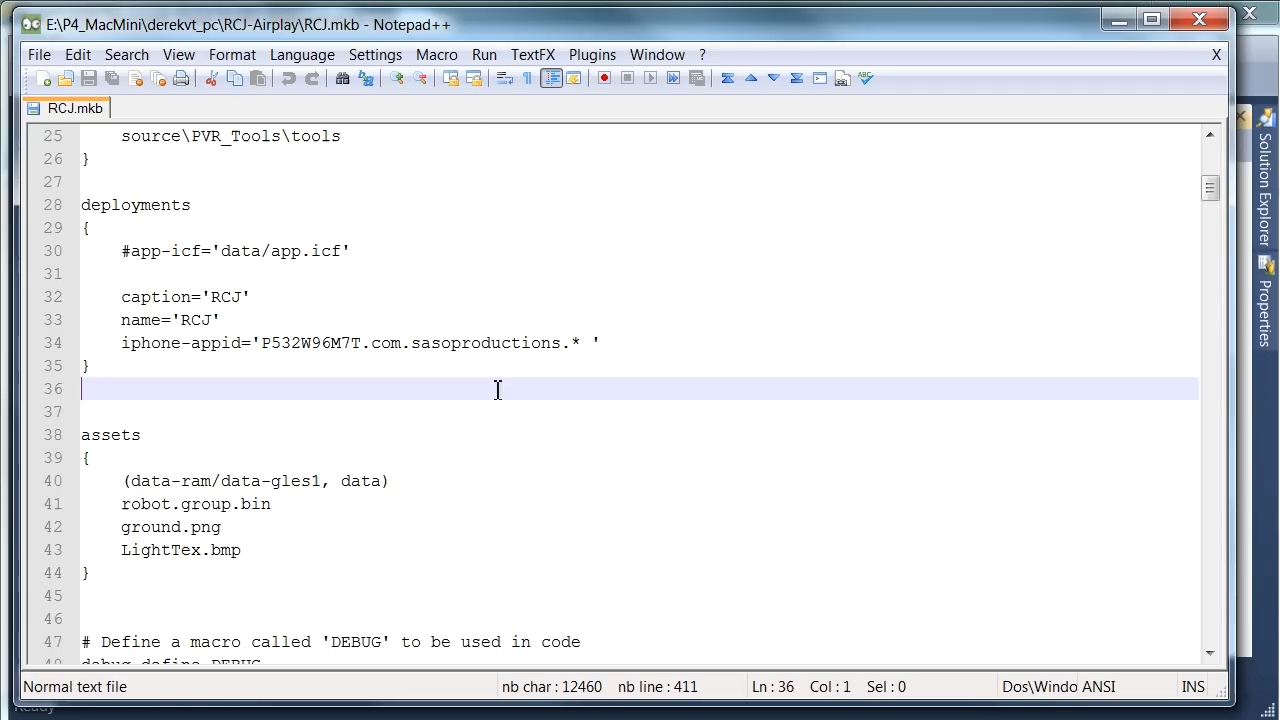 E:\P4_MacMini\derekvt_pc\RCJ-Airplay\RCJ.mkb - Notepad++
File Edit Search View Format Language Settings Macro Run TextFX Plugins Window ? X
RCJ.mkb
25 source\PVR_Tools\tools
26 }
27
28 deployments
29 {
30 #app-icf='data/app.icf'
31
32 caption='RCJ'
33 name='RCJ'
34 iphone-appid='P532W96M7T.com.sasoproductions.* '
35 }
36
37
38 assets
39 {
40 (data-ram/data-gles1, data)
41 robot.group.bin
42 ground.png
43 LightTex.bmp
44 }
45
46
47 # Define a macro called 'DEBUG' to be used in code
48 debug define DEBUG
Normal text file nb char : 12460 nb line : 411 Ln : 36 Col : 1 Sel : 0 Dos\Windo ANSI INS
Solution Explorer
Properties
Ready